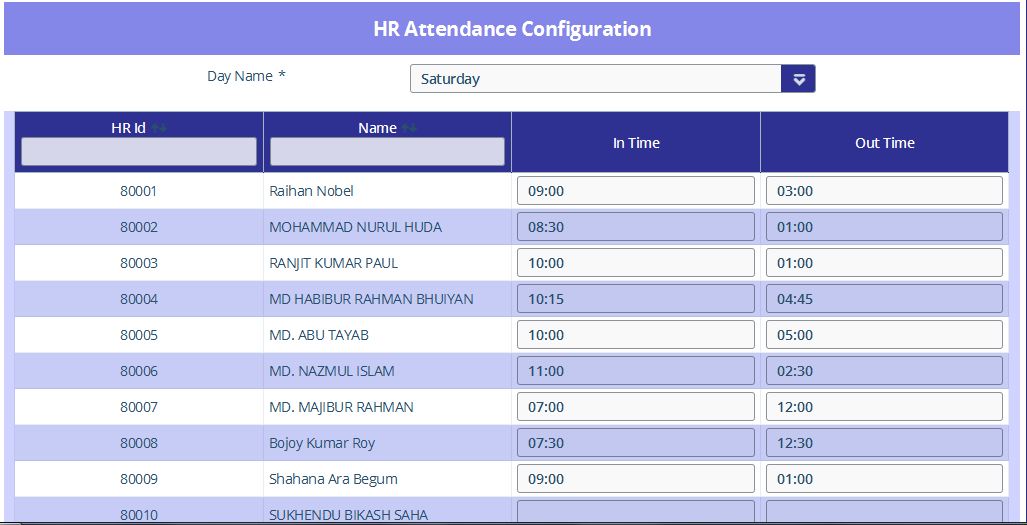 HR Attendance Configuration
Day Name * Saturday
HR Id Name In Time Out Time
80001 Raihan Nobel 09:00 03:00
80002 MOHAMMAD NURUL HUDA 08:30 01:00
80003 RANJIT KUMAR PAUL 10:00 01:00
80004 MD HABIBUR RAHMAN BHUIYAN 10:15 04:45
80005 MD. ABU TAYAB 10:00 05:00
80006 MD. NAZMUL ISLAM 11:00 02:30
80007 MD. MAJIBUR RAHMAN 07:00 12:00
80008 Bojoy Kumar Roy 07:30 12:30
80009 Shahana Ara Begum 09:00 01:00
80010 SUKHENDU BIKASH SAHA